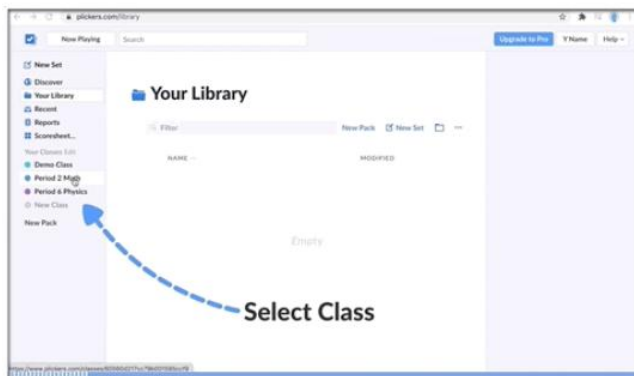 plickers.com/library
Now Playing Search Upgrade to Pro Y Name Help
New Set
Discover
Your Library
Recent
Reports
Scoresheet...
Your Classes Edit
Demo Class
Period 2 Math
Period 6 Physics
New Class
New Pack
Your Library
Filter New Pack New Set
NAME MODIFIED
Empty
Select Class